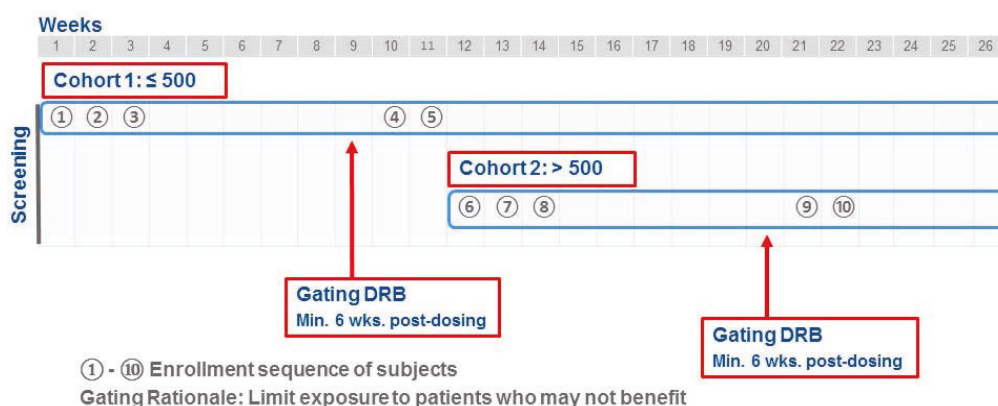 Weeks
1 2 3 4 5 6 7 8 9 10 11 12 13 14 15 16 17 18 19 20 21 22 23 24 25 26
Cohort 1: ≤ 500
Screening
① ② ③ ④ ⑤
Cohort 2: > 500
⑥ ⑦ ⑧ ⑨ ⑩
Gating DRB
Min. 6 wks. post-dosing
Gating DRB
Min. 6 wks. post-dosing
① - ⑩ Enrollment sequence of subjects
Gating Rationale: Limit exposure to patients who may not benefit